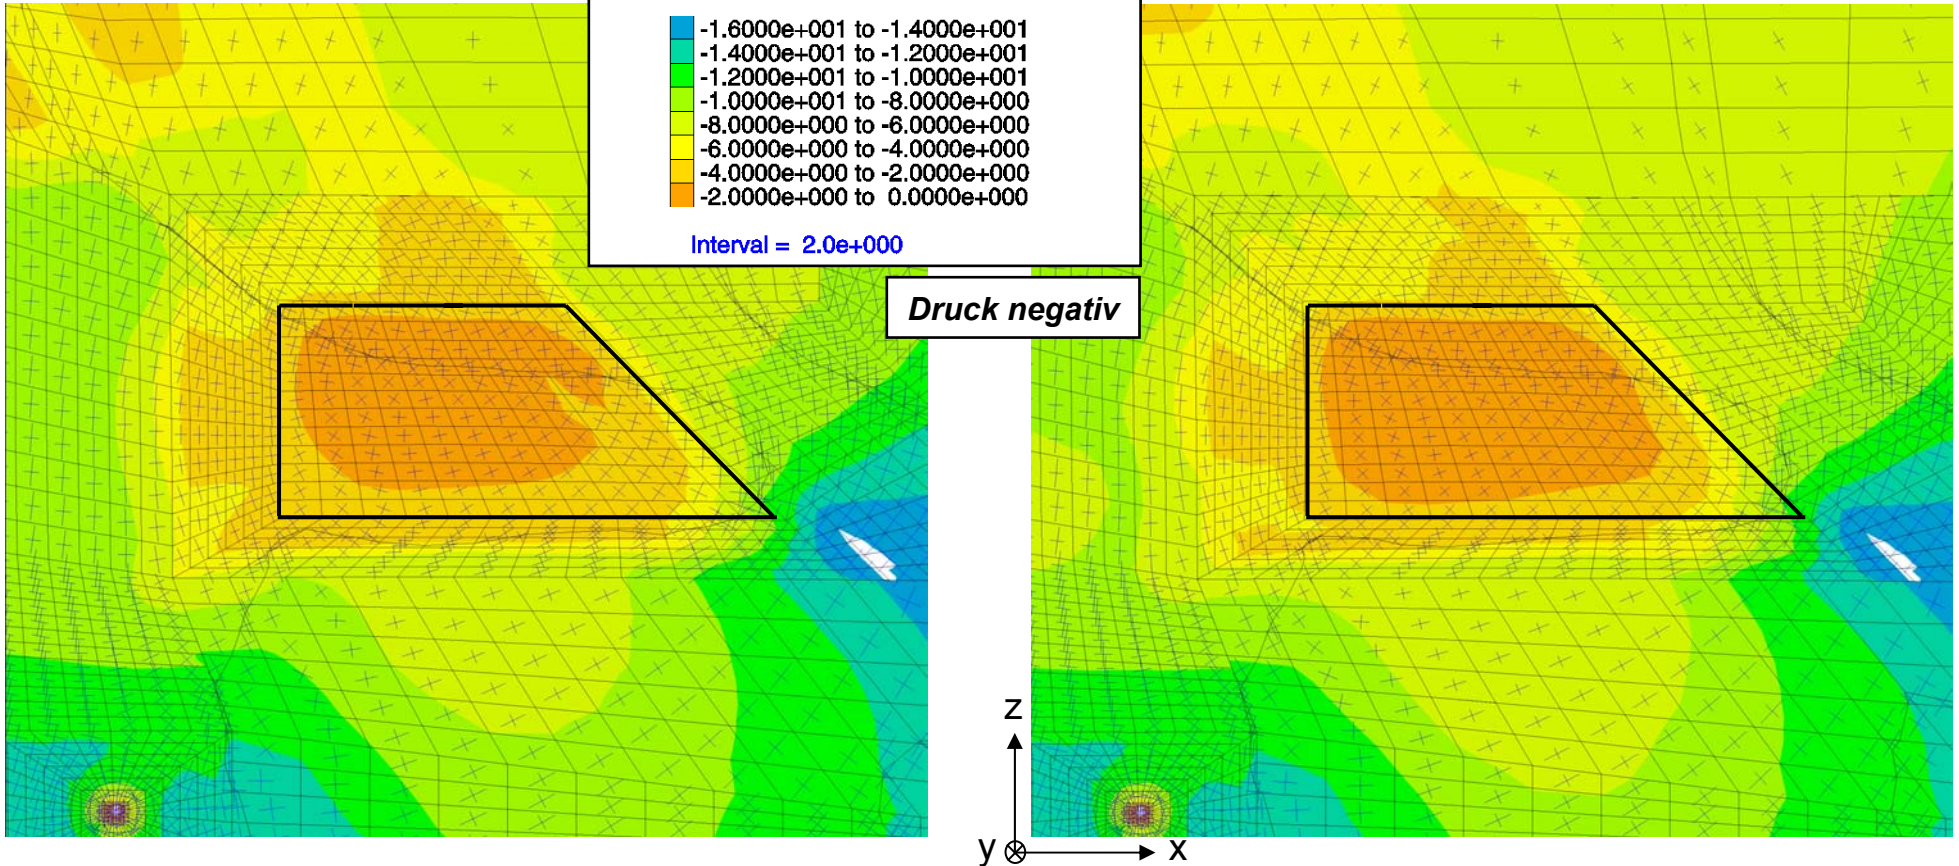 -1.6000e+001 to -1.4000e+001
-1.4000e+001 to -1.2000e+001
-1.2000e+001 to -1.0000e+001
-1.0000e+001 to -8.0000e+000
-8.0000e+000 to -6.0000e+000
-6.0000e+000 to -4.0000e+000
-4.0000e+000 to -2.0000e+000
-2.0000e+000 to 0.0000e+000
Interval = 2.0e+000
Druck negativ
z
y
x